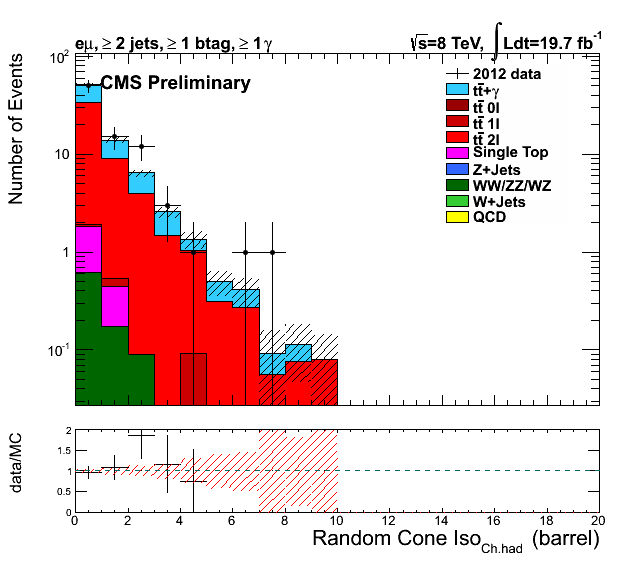 eμ, ≥ 2 jets, ≥ 1 btag, ≥ 1 γ
√s=8 TeV, ∫ Ldt=19.7 fb⁻¹
CMS Preliminary
2012 data
tt̄+γ
tt̄ 0l
tt̄ 1l
tt̄ 2l
Single Top
Z+Jets
WW/ZZ/WZ
W+Jets
QCD
Number of Events
10²
10
1
10⁻¹
data/MC
2
1.5
1
0.5
0
0 2 4 6 8 10 12 14 16 18 20
Random Cone Iso_Ch.had (barrel)